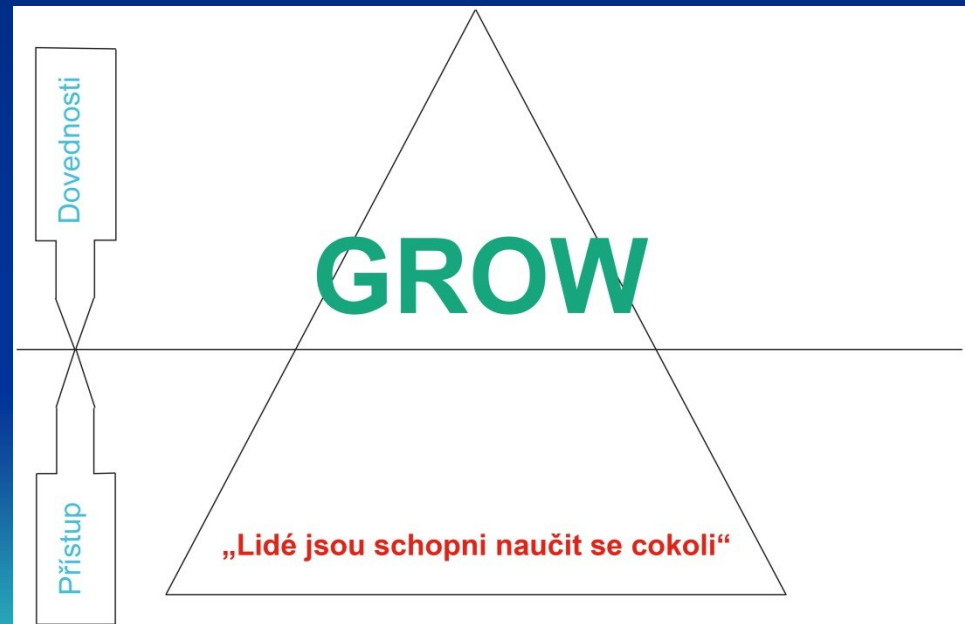 Dovednosti
GROW
Přístup
„Lidé jsou schopni naučit se cokoli“